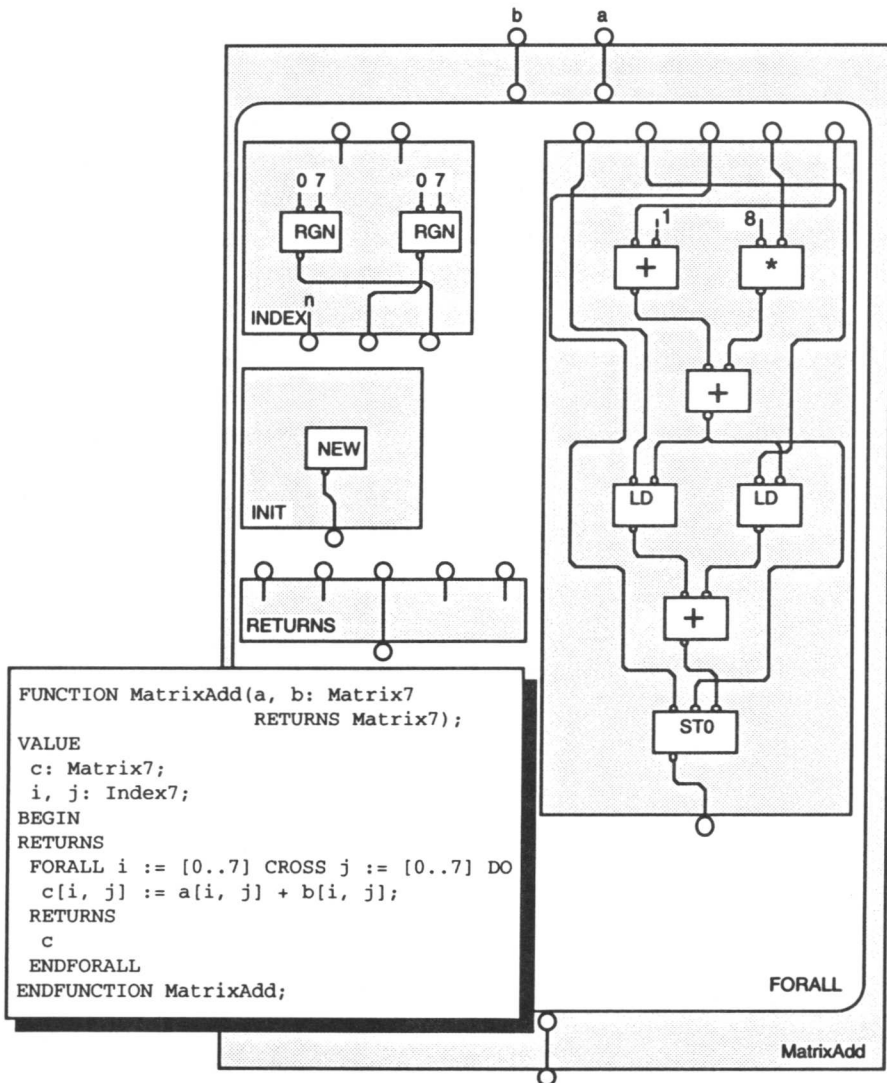 b a
0 7 0 7
RGN RGN
n
INDEX
1 8
+ *
+
NEW
INIT
LD LD
RETURNS
+
ST0
FUNCTION MatrixAdd(a, b: Matrix7
RETURNS Matrix7);
VALUE
c: Matrix7;
i, j: Index7;
BEGIN
RETURNS
FORALL i := [0..7] CROSS j := [0..7] DO
c[i, j] := a[i, j] + b[i, j];
RETURNS
c
ENDFORALL
ENDFUNCTION MatrixAdd;
FORALL
MatrixAdd